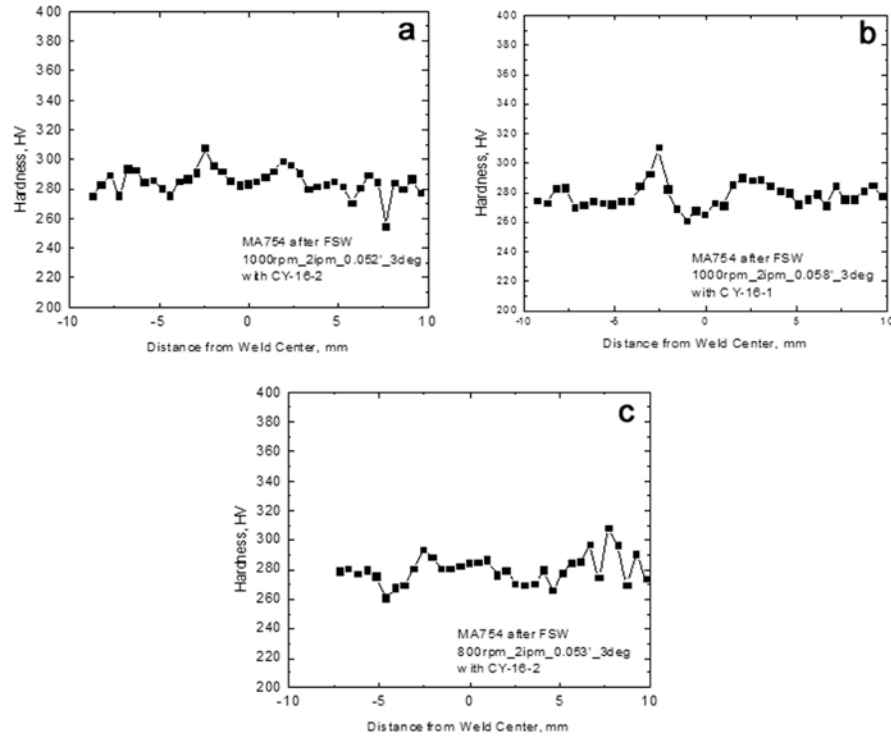 a
400
380
360
340
320
300
280
260
240
220
200
Hardness, HV
MA754 after FSW
1000rpm_2ipm_0.052'_3deg
with CY-16-2
-10 -5 0 5 10
Distance from Weld Center, mm
b
400
380
360
340
320
300
280
260
240
220
200
Hardness, HV
MA754 after FSW
1000rpm_2ipm_0.058'_3deg
with CY-16-1
-10 -5 0 5 10
Distance from Weld Center, mm
c
400
380
360
340
320
300
280
260
240
220
200
Hardness, HV
MA754 after FSW
800rpm_2ipm_0.053'_3deg
with CY-16-2
-10 -5 0 5 10
Distance from Weld Center, mm